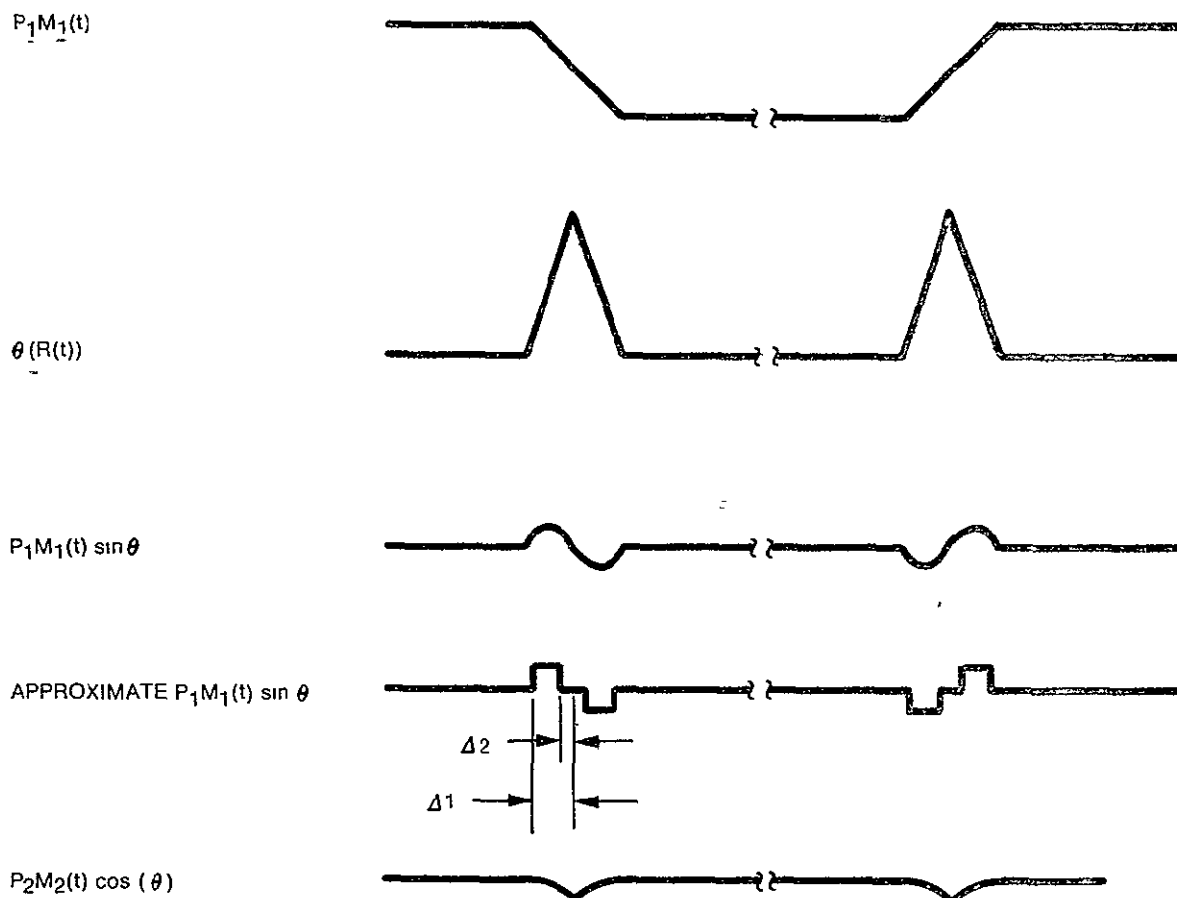 P₁M₁(t)
θ (R(t))
P₁M₁(t) sin θ
APPROXIMATE P₁M₁(t) sin θ
Δ2
Δ1
P₂M₂(t) cos (θ)